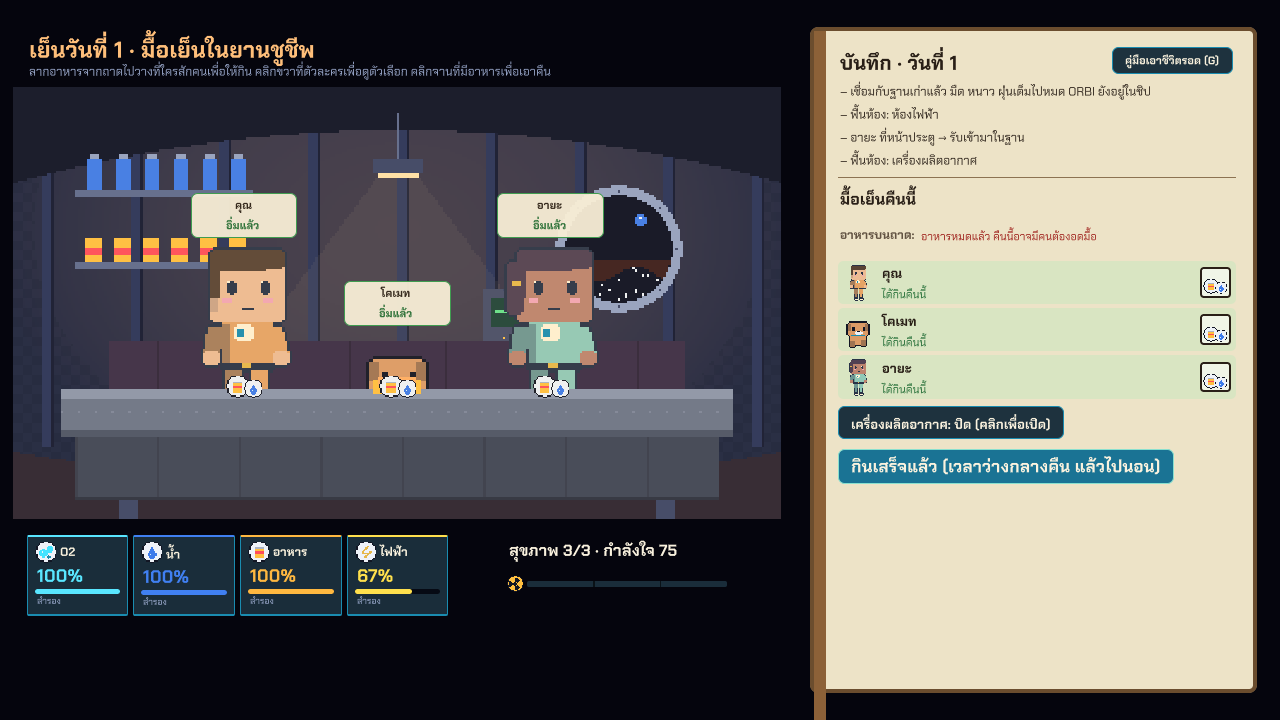 เย็นวันที่ 1 · มื้อเย็นในยานชูชีพ
ลากอาหารจากถาดไปวางที่ใครสักคนเพื่อให้กิน คลิกขวาที่ตัวละครเพื่อดูตัวเลือก คลิกจานที่มีอาหารเพื่อเอาคืน
คุณ
อิ่มแล้ว
อายะ
อิ่มแล้ว
โคเมท
อิ่มแล้ว
O2
100%
สำรอง
น้ำ
100%
สำรอง
อาหาร
100%
สำรอง
ไฟฟ้า
67%
สำรอง
สุขภาพ 3/3 · กำลังใจ 75
บันทึก · วันที่ 1
คู่มือเอาชีวิตรอด (G)
– เชื่อมกับฐานเก่าแล้ว มืด หนาว ฝุ่นเต็มไปหมด ORBI ยังอยู่ในชิป
– ฟื้นห้อง: ห้องไฟฟ้า
– อายะ ที่หน้าประตู → รับเข้ามาในฐาน
– ฟื้นห้อง: เครื่องผลิตอากาศ
มื้อเย็นคืนนี้
อาหารบนถาด: อาหารหมดแล้ว คืนนี้อาจมีคนต้องอดมื้อ
คุณ
ได้กินคืนนี้
โคเมท
ได้กินคืนนี้
อายะ
ได้กินคืนนี้
เครื่องผลิตอากาศ: ปิด (คลิกเพื่อเปิด)
กินเสร็จแล้ว (เวลาว่างกลางคืน แล้วไปนอน)